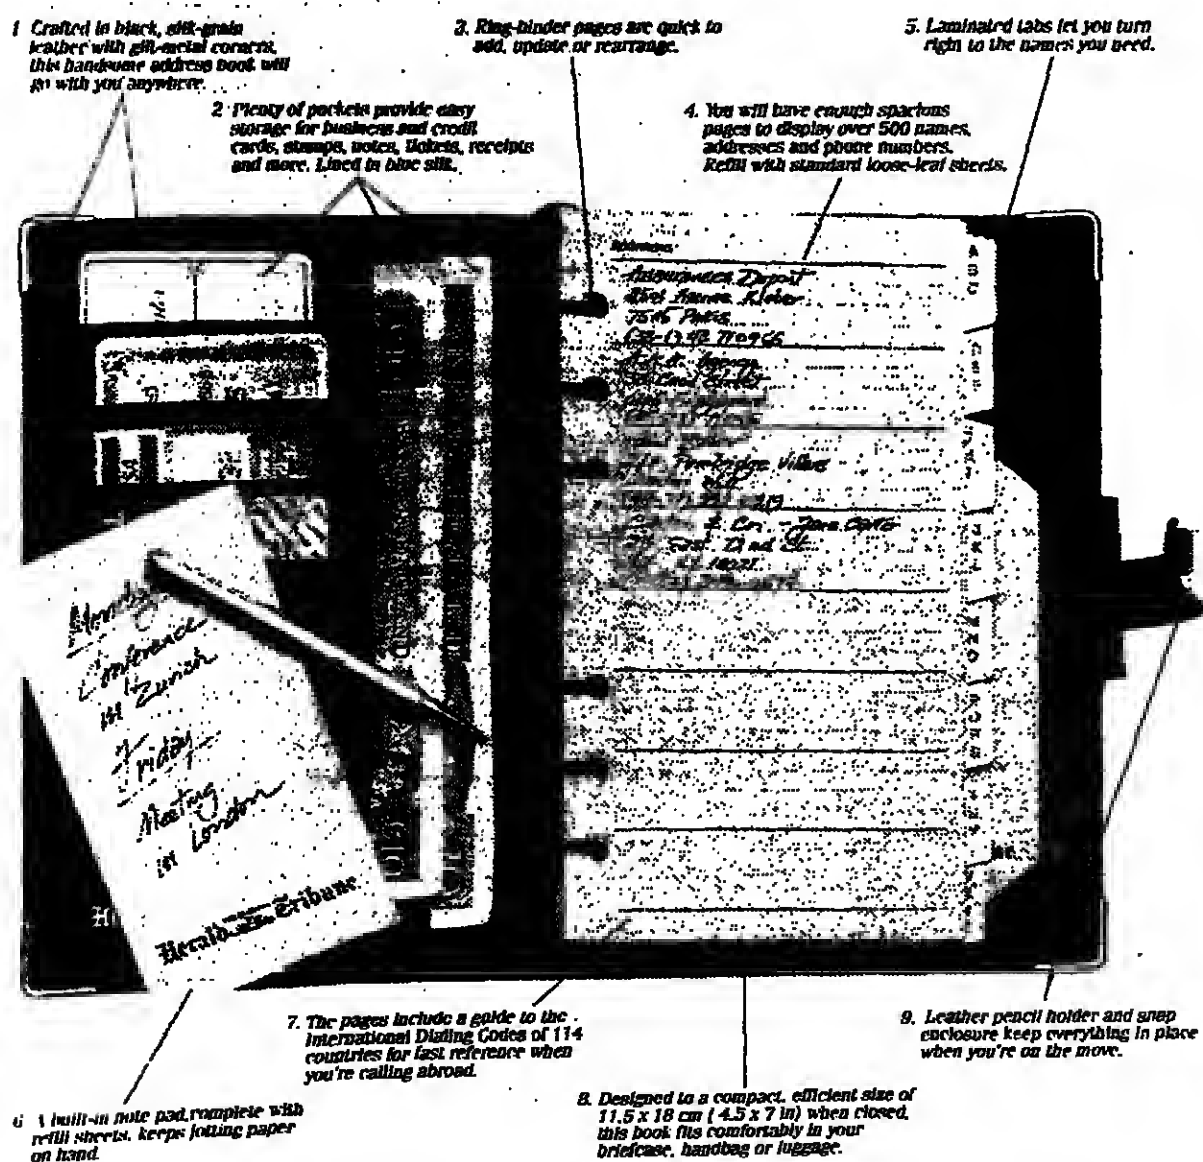 1 Crafted in black, silk-grain
leather with gilt-metal corners,
this handsome address book will
go with you anywhere.
2 Plenty of pockets provide easy
storage for business and credit
cards, stamps, notes, tickets, receipts
and more. Lined in blue silk.
3. Ring-binder pages are quick to
add, update or rearrange.
4. You will have enough spacious
pages to display over 500 names,
addresses and phone numbers.
Refill with standard loose-leaf sheets.
5. Laminated tabs let you turn
right to the names you need.
Addresses
75116 Paris
Pembridge Villas
Monday
Conference
in Zurich
Friday
Meeting
in London
Herald Tribune
6 A built-in note pad, complete with
refill sheets, keeps jotting paper
on hand.
7. The pages include a guide to the
International Dialing Codes of 114
countries for fast reference when
you're calling abroad.
8. Designed to a compact, efficient size of
11.5 x 18 cm (4.5 x 7 in) when closed,
this book fits comfortably in your
briefcase, handbag or luggage.
9. Leather pencil holder and snap
enclosure keep everything in place
when you're on the move.